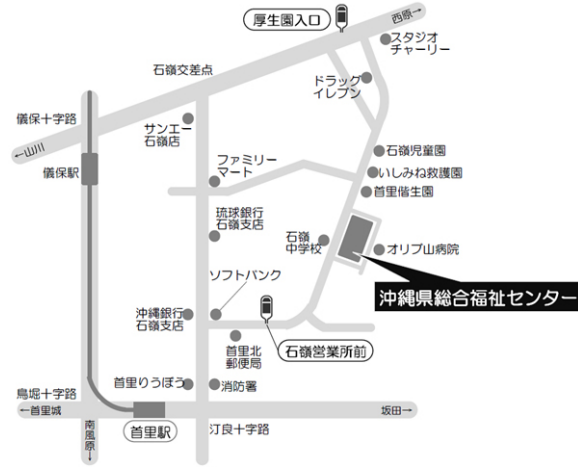 厚生園入口
西原→
スタジオ
チャーリー
石嶺交差点
ドラッグ
イレブン
儀保十字路
サンエー
石嶺店
←山川
石嶺児童園
ファミリー
マート
いしみね救護園
儀保駅
首里偕生園
琉球銀行
石嶺支店
石嶺
中学校
オリブ山病院
ソフトバンク
沖縄県総合福祉センター
沖縄銀行
石嶺支店
首里北
郵便局
石嶺営業所前
首里りうぼう
消防署
鳥堀十字路
←首里城
坂田→
南風原→
首里駅
汀良十字路